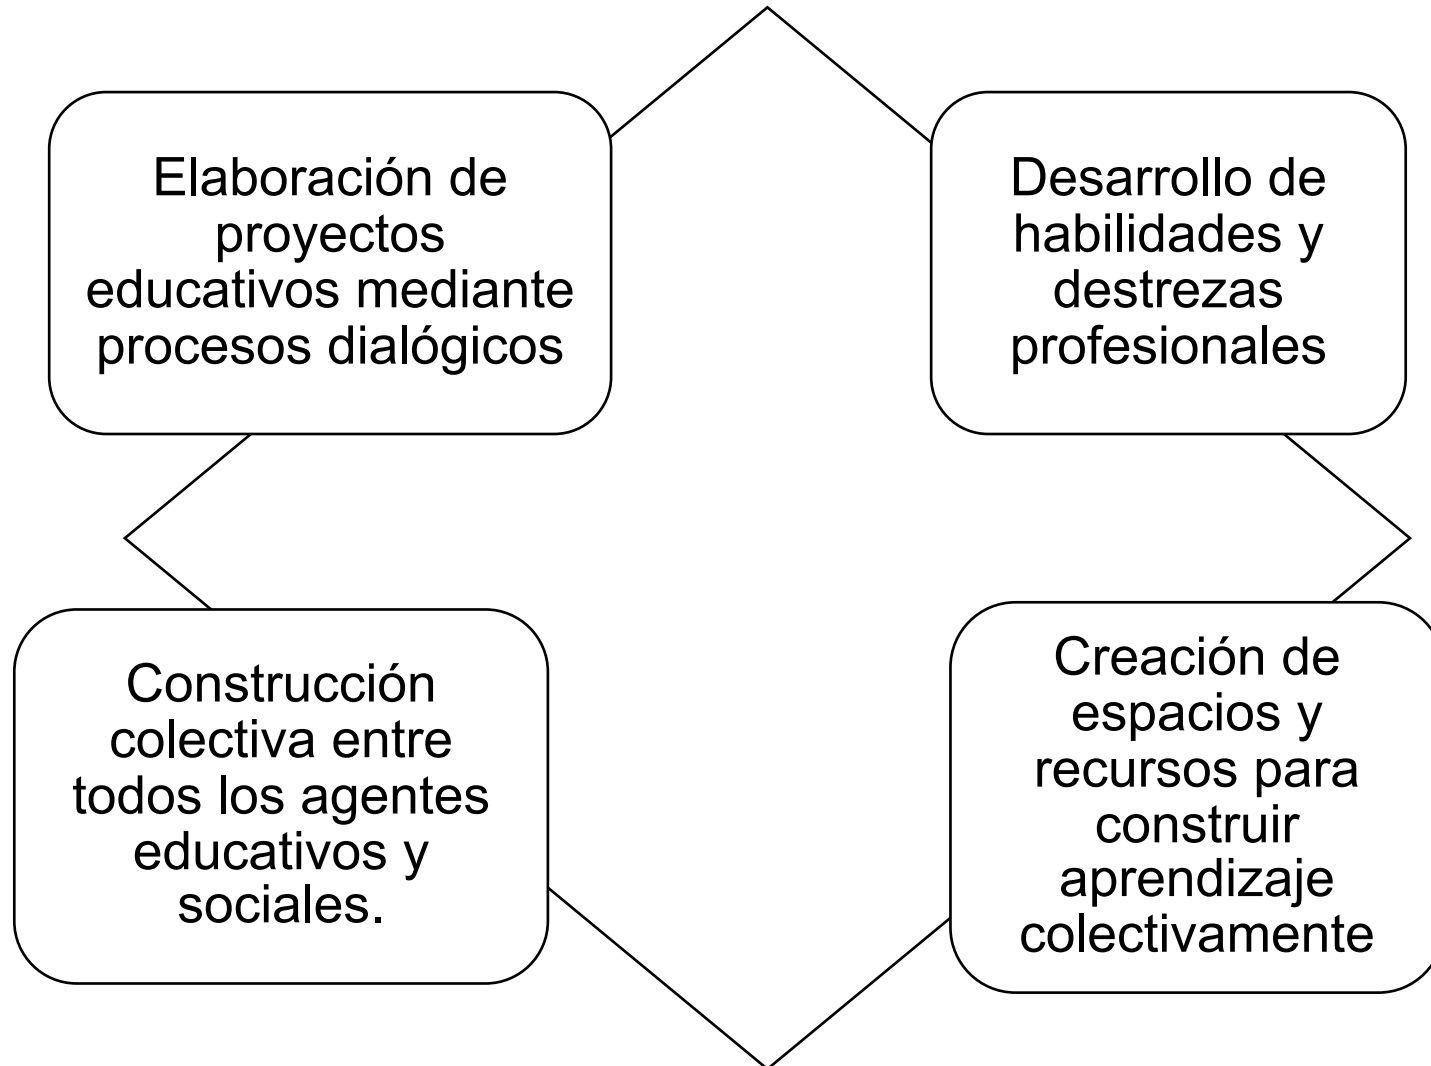 Elaboración de
proyectos
educativos mediante
procesos dialógicos
Desarrollo de
habilidades y
destrezas
profesionales
Construcción
colectiva entre
todos los agentes
educativos y
sociales.
Creación de
espacios y
recursos para
construir
aprendizaje
colectivamente